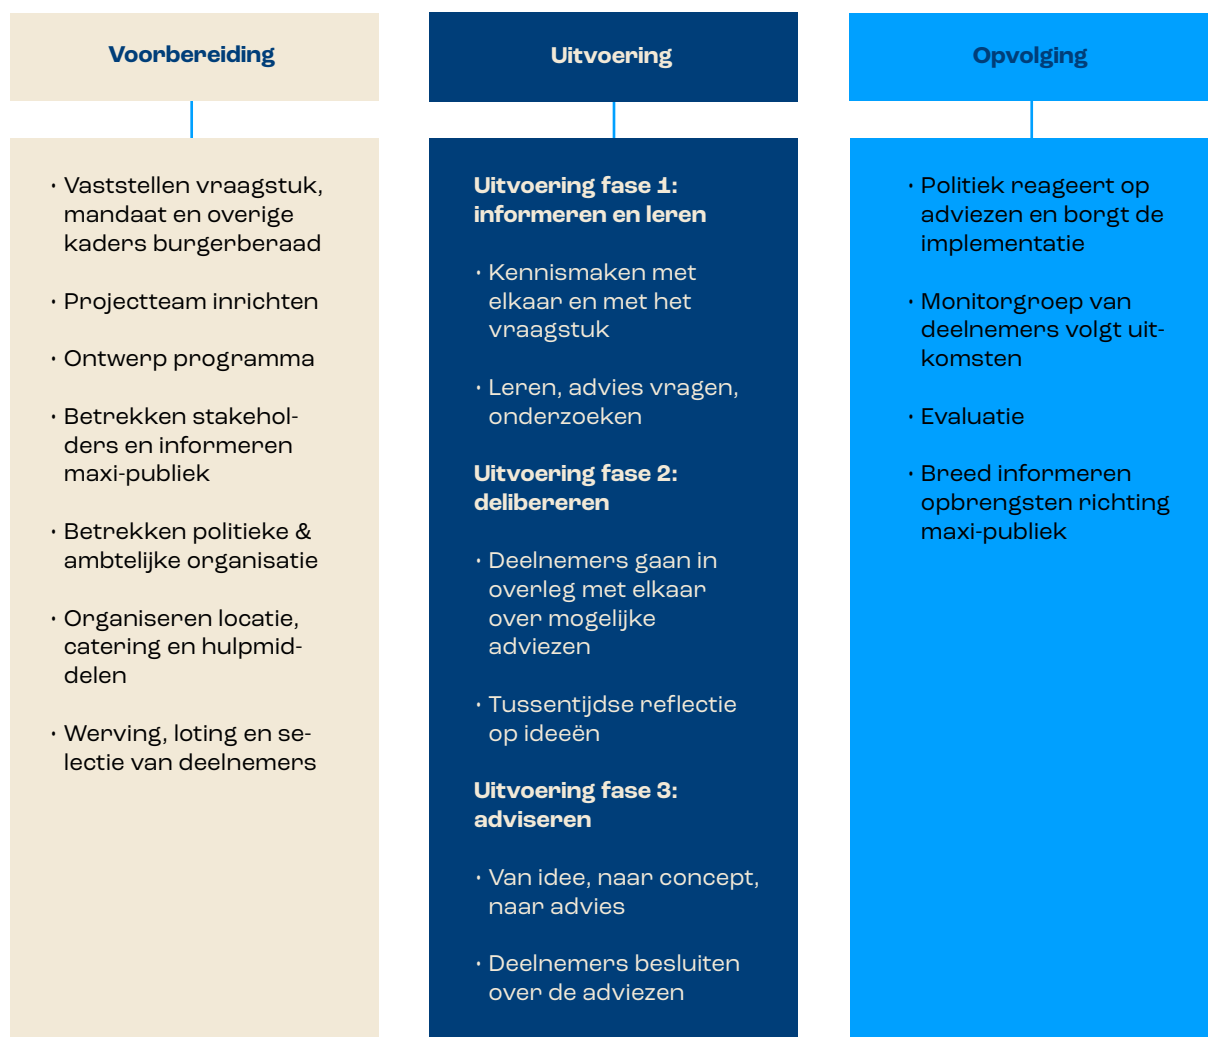 Voorbereiding
• Vaststellen vraagstuk,
mandaat en overige
kaders burgerberaad
• Projectteam inrichten
• Ontwerp programma
• Betrekken stakehol-
ders en informeren
maxi-publiek
• Betrekken politieke &
ambtelijke organisatie
• Organiseren locatie,
catering en hulpmid-
delen
• Werving, loting en se-
lectie van deelnemers
Uitvoering
Uitvoering fase 1:
informeren en leren
• Kennismaken met
elkaar en met het
vraagstuk
• Leren, advies vragen,
onderzoeken
Uitvoering fase 2:
delibereren
• Deelnemers gaan in
overleg met elkaar
over mogelijke
adviezen
• Tussentijdse reflectie
op ideeën
Uitvoering fase 3:
adviseren
• Van idee, naar concept,
naar advies
• Deelnemers besluiten
over de adviezen
Opvolging
• Politiek reageert op
adviezen en borgt de
implementatie
• Monitorgroep van
deelnemers volgt uit-
komsten
• Evaluatie
• Breed informeren
opbrengsten richting
maxi-publiek